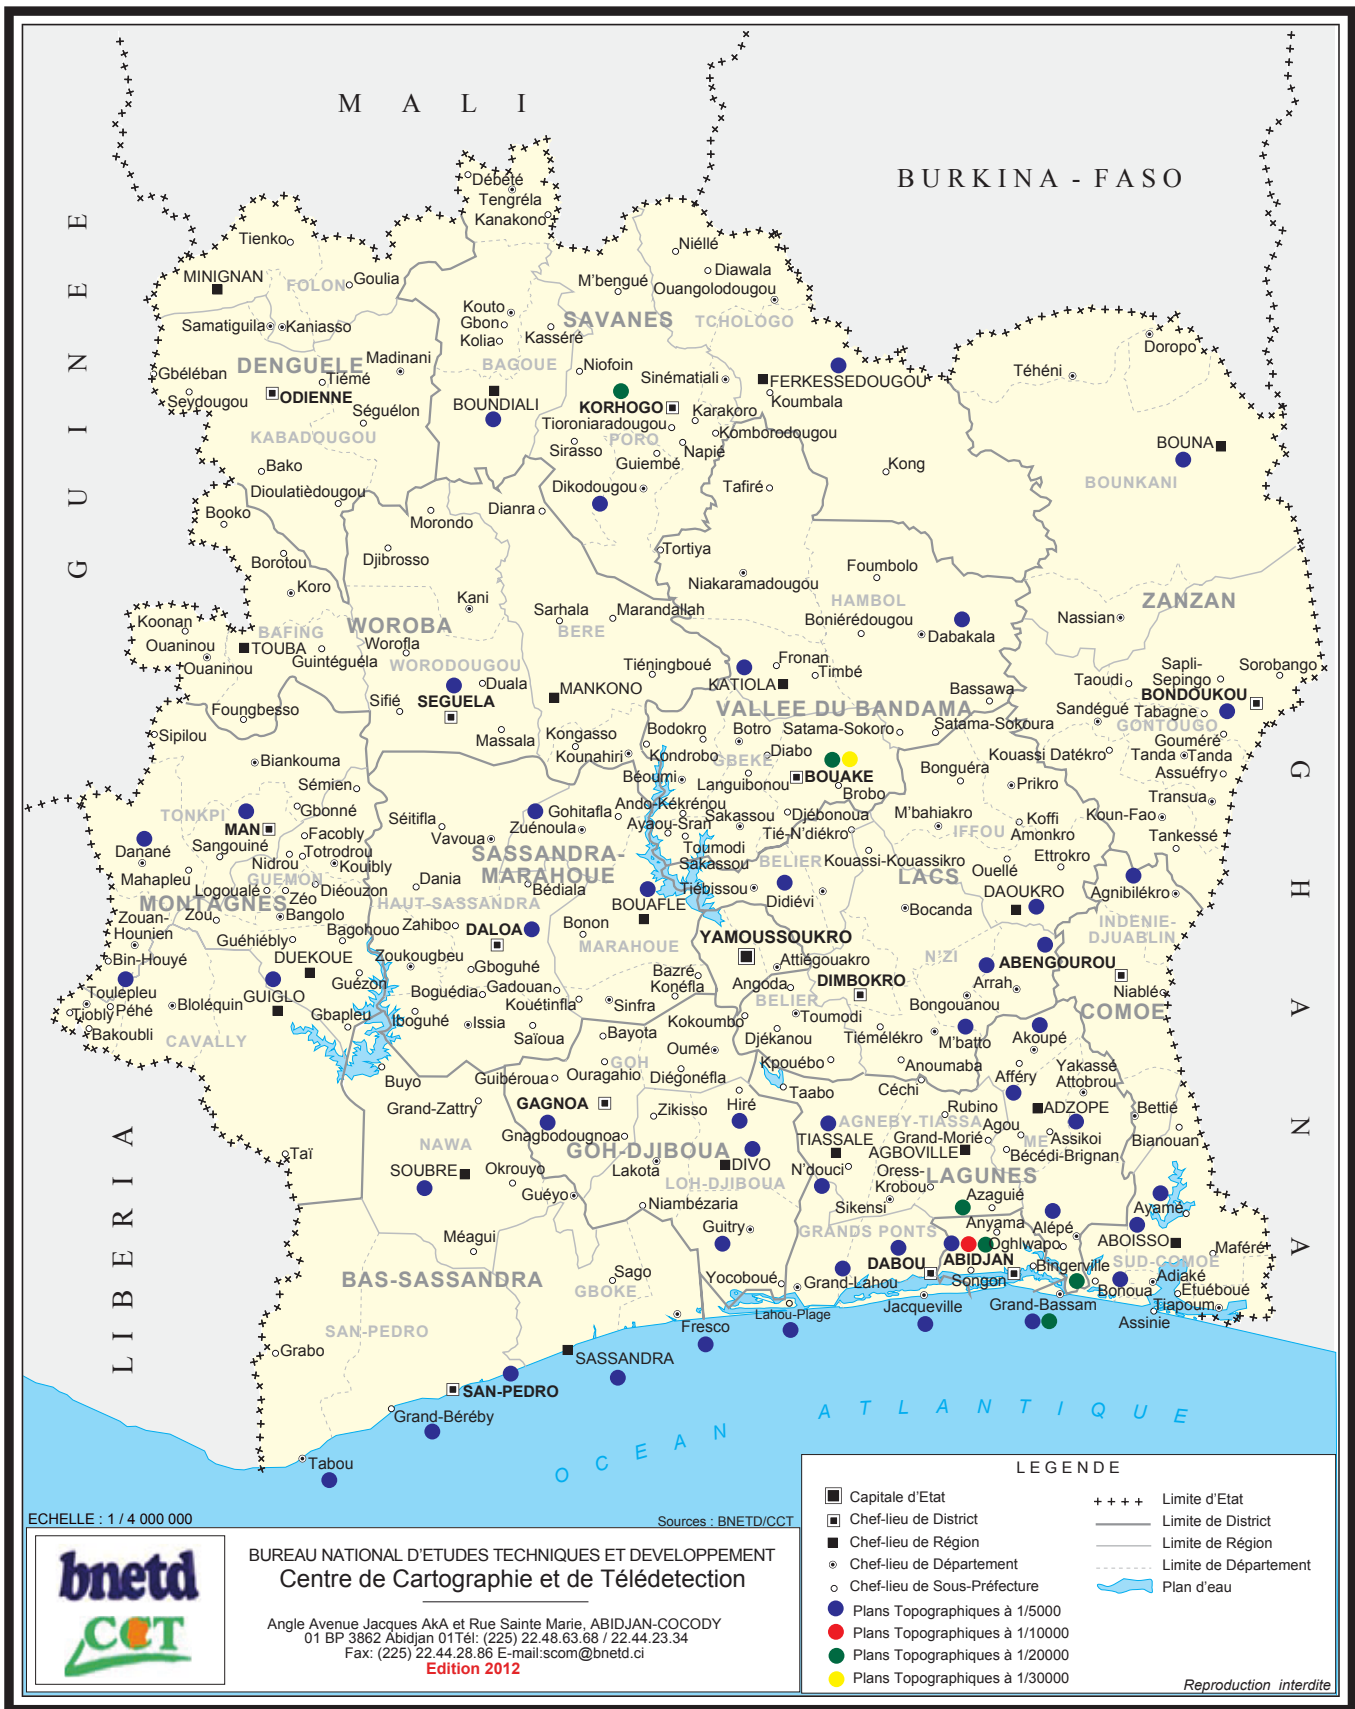 MALI
BURKINA - FASO
GUINEE
LIBERIA
GHANA
OCEAN ATLANTIQUE
Débété
Tengréla
Kanakono
Tienko
Niéllé
MINIGNAN
FOLON
Goulia
Diawala
M'bengué
Ouangolodougou
Kouto
Gbon
SAVANES
TCHOLOGO
Samatiguila
Kaniasso
Kolia
Kasséré
Doropo
DENGUELE
Madinani
BAGOUE
Niofoin
Gbéléban
Tiémé
Sinématiali
FERKESSEDOUGOU
Téhéni
Seydougou
ODIENNE
BOUNDIALI
KORHOGO
Karakoro
Koumbala
Séguélon
Tioroniaradougou
Komborodougou
KABADOUGOU
PORO
Sirasso
Napié
Guiembé
BOUNA
Bako
Kong
Dioulatièdougou
Dikodougou
Tafiré
BOUNKANI
Booko
Morondo
Dianra
Borotou
Djibrosso
Tortiya
Koro
Niakaramadougou
Foumbolo
Kani
HAMBOL
ZANZAN
Koonan
Sarhala
Marandallah
Nassian
BAFING
WOROBA
BERE
Boniérédougou
Dabakala
Ouaninou
TOUBA
Worofla
Ouaninou
Guintéguéla
WORODOUGOU
Tiéningboué
Fronan
Timbé
Sapli-
Sepingo
Sorobango
Duala
MANKONO
KATIOLA
Taoudi
Sifié
SEGUELA
Bassawa
BONDOUKOU
Foungbesso
VALLEE DU BANDAMA
Sandégué
Tabagne
GONTOUGO
Sipilou
Massala
Kongasso
Bodokro
Botro
Satama-Sokoro
Satama-Sokoura
Gouméré
Kounahiri
Kondrobo
Diabo
Kouassi Datékro
Tanda
Tanda
Biankouma
GBEKE
Béoumi
BOUAKE
Bonguéra
Assuéfry
Sémien
Languibonou
Brobo
Prikro
Transua
TONKPI
Gbonné
Gohitafla
Ando-Kékrénou
Djébonoua
M'bahiakro
Koun-Fao
MAN
Séitifla
Ayaou-Sran
Sakassou
Koffi
Amonkro
Facobly
Zuénoula
Tié-N'diékro
IFFOU
Danané
Sangouiné
Totrodrou
Vavoua
Toumodi
Sakassou
Tankessé
Nidrou
Kouibly
SASSANDRA-
MARAHOUE
BELIER
Kouassi-Kouassikro
Ettrokro
Mahapleu
GUEMON
Dania
Ouellé
Logoualé
Diéouzon
Bédiala
Tiébissou
LACS
DAOUKRO
Agnibilékro
MONTAGNES
Zéo
HAUT-SASSANDRA
BOUAFLE
Didiévi
Bocanda
Zou
Bangolo
Zahibo
DALOA
Bonon
INDENIE-
DJUABLIN
Zouan-
Hounien
Bagohouo
YAMOUSSOUKRO
Guéhiébly
MARAHOUE
N'ZI
Bin-Houyé
DUEKOUE
Zoukougbeu
Gboguhé
Attiégouakro
ABENGOUROU
Guézon
Bazré
Konéfla
Angoda
DIMBOKRO
Arrah
Toulépleu
GUIGLO
Boguédia
Gadouan
Niablé
Tiobly
Péhé
Bloléquin
Kouétinfla
Sinfra
BELIER
Bongouanou
Bakoubli
Gbapleu
Iboguhé
Issia
Kokoumbo
Toumodi
COMOE
CAVALLY
Saïoua
Bayota
Djékanou
Tiémélékro
M'batto
Akoupé
Oumé
GOH
Ouragahio
Kpouébo
Anoumaba
Yakassé
Attobrou
Buyo
Guibéroua
Diégonéfla
Afféry
Taabo
Céchi
Grand-Zattry
GAGNOA
Zikisso
Hiré
Rubino
ADZOPE
Bettié
AGNEBY-TIASSA
Agou
NAWA
Gnagbodougnoa
TIASSALE
Grand-Morié
ME
Assikoi
Bianouan
Taï
GOH-DJIBOUA
AGBOVILLE
Bécédi-Brignan
SOUBRE
Okrouyo
Lakota
DIVO
N'douci
Oress-
Krobou
LAGUNES
Guéyo
LOH-DJIBOUA
Sikensi
Azaguié
Ayamé
Niambézaria
Méagui
Guitry
GRANDS PONTS
Anyama
Alépé
ABOISSO
DABOU
ABIDJAN
Oghlwapo
SUD-COMOE
Maféré
BAS-SASSANDRA
Sago
Yocoboué
Grand-Lahou
Songon
Bingerville
Bonoua
Adiaké
GBOKE
Etuéboué
Jacqueville
Grand-Bassam
Tiapoum
Lahou-Plage
Assinie
SAN-PEDRO
Fresco
Grabo
SASSANDRA
SAN-PEDRO
Grand-Béréby
Tabou
ECHELLE : 1 / 4 000 000
Sources : BNETD/CCT
bnetd
CCT
BUREAU NATIONAL D'ETUDES TECHNIQUES ET DEVELOPPEMENT
Centre de Cartographie et de Télédetection
Angle Avenue Jacques AkA et Rue Sainte Marie, ABIDJAN-COCODY
01 BP 3862 Abidjan 01Tél: (225) 22.48.63.68 / 22.44.23.34
Fax: (225) 22.44.28.86 E-mail:scom@bnetd.ci
Edition 2012
LEGENDE
Capitale d'Etat
Chef-lieu de District
Chef-lieu de Région
Chef-lieu de Département
Chef-lieu de Sous-Préfecture
Plans Topographiques à 1/5000
Plans Topographiques à 1/10000
Plans Topographiques à 1/20000
Plans Topographiques à 1/30000
Limite d'Etat
Limite de District
Limite de Région
Limite de Département
Plan d'eau
Reproduction interdite